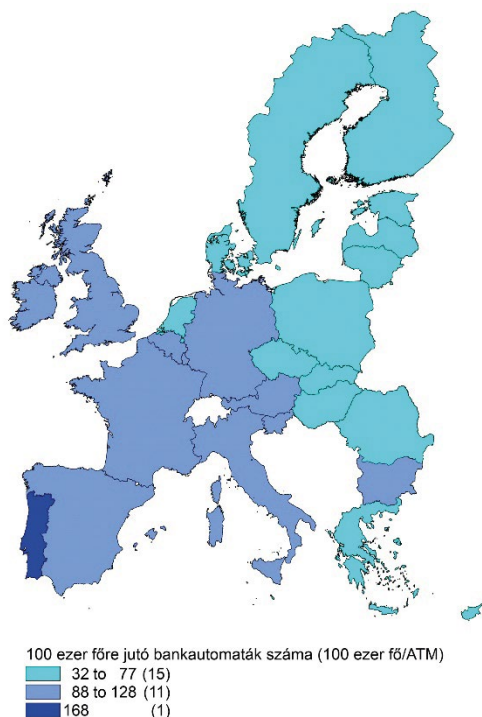 100 ezer főre jutó bankautomaták száma (100 ezer fő/ATM)
32 to 77 (15)
88 to 128 (11)
168 (1)